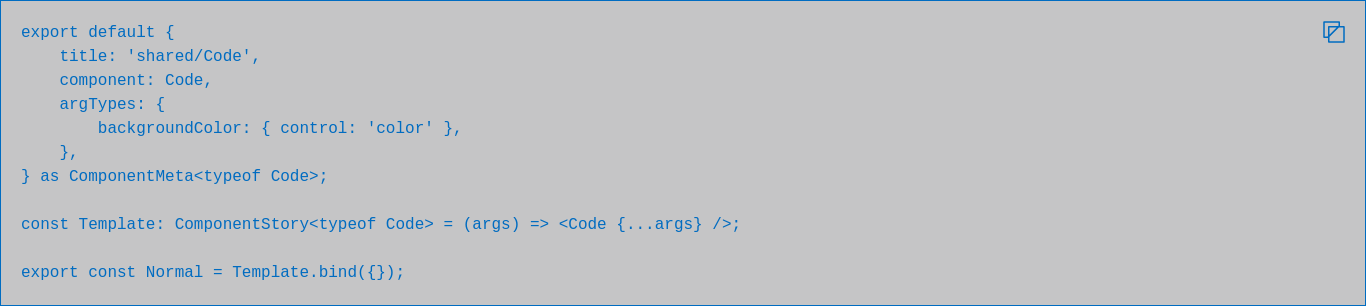 export default {
    title: 'shared/Code',
    component: Code,
    argTypes: {
        backgroundColor: { control: 'color' },
    },
} as ComponentMeta<typeof Code>;

const Template: ComponentStory<typeof Code> = (args) => <Code {...args} />;

export const Normal = Template.bind({});